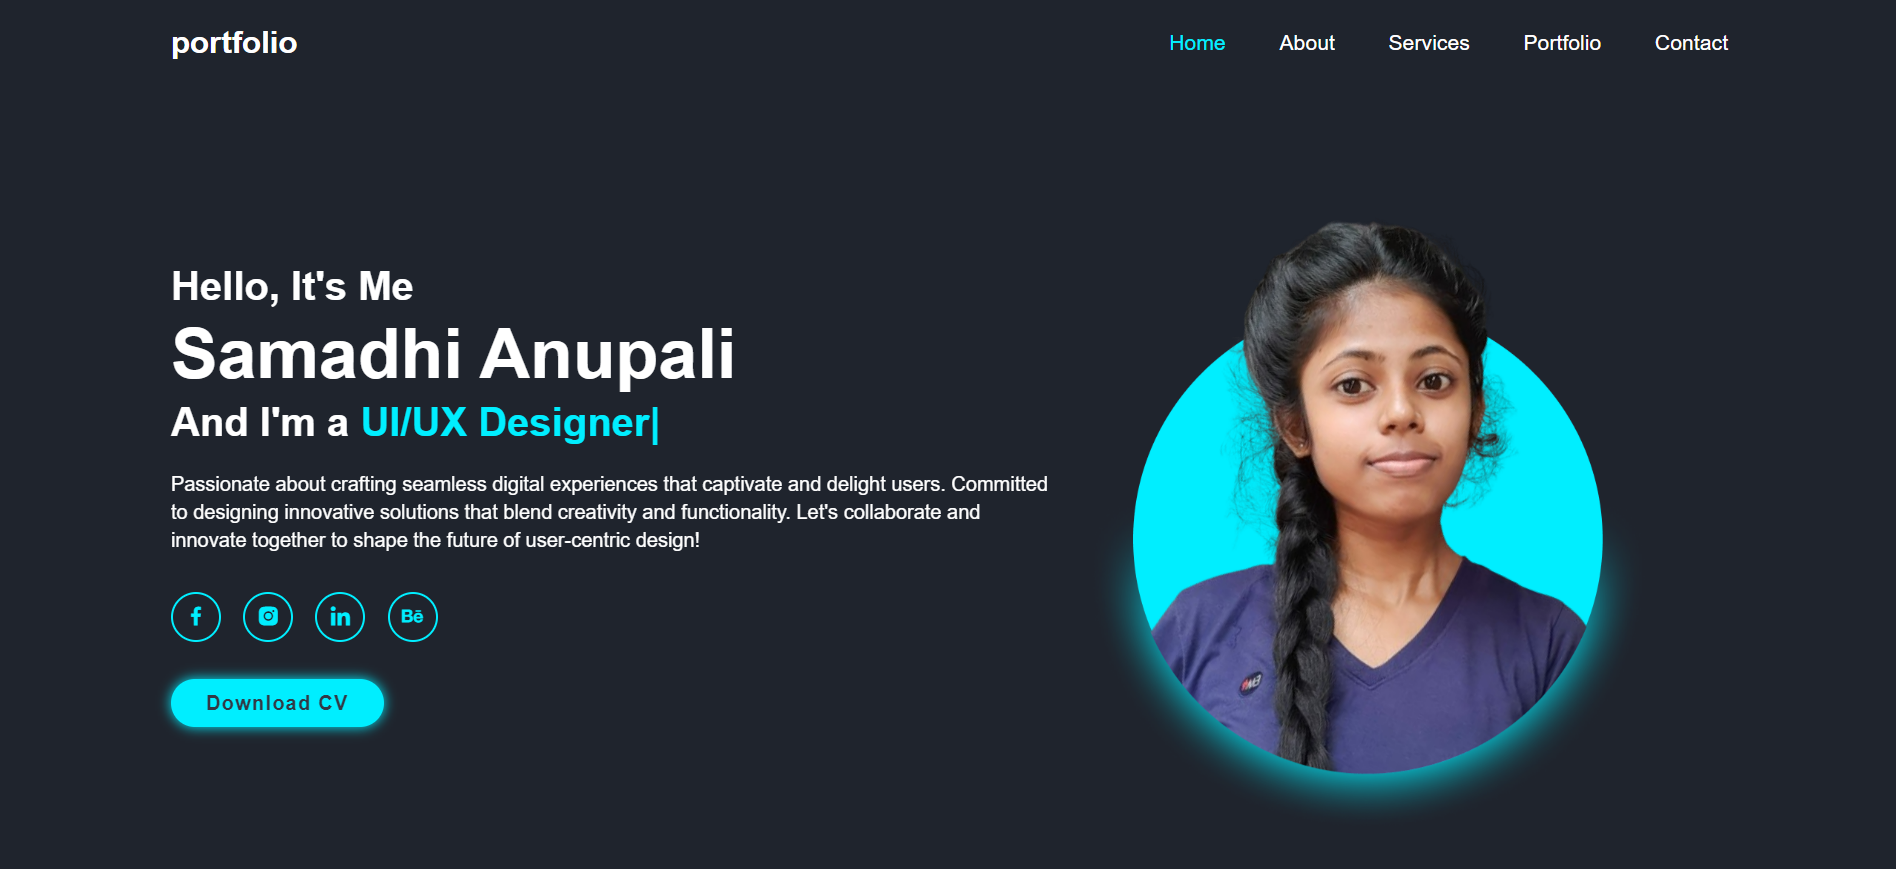 portfolio
Home About Services Portfolio Contact
Hello, It's Me
Samadhi Anupali
And I'm a UI/UX Designer|
Passionate about crafting seamless digital experiences that captivate and delight users. Committed
to designing innovative solutions that blend creativity and functionality. Let's collaborate and
innovate together to shape the future of user-centric design!
f in Bē
Download CV